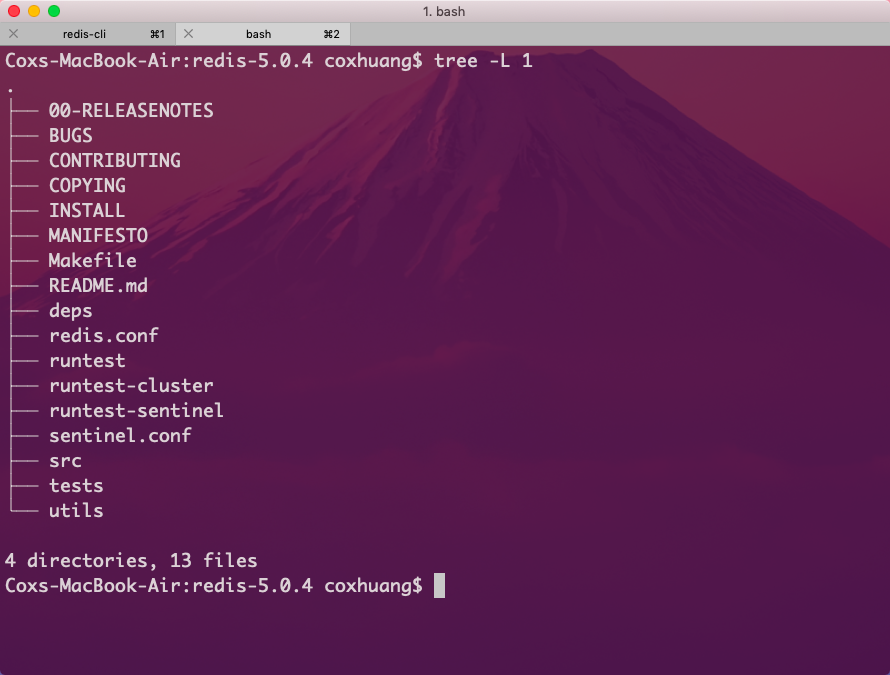 1. bash
redis-cli ⌘1 bash ⌘2
Coxs-MacBook-Air:redis-5.0.4 coxhuang$ tree -L 1
.
├── 00-RELEASENOTES
├── BUGS
├── CONTRIBUTING
├── COPYING
├── INSTALL
├── MANIFESTO
├── Makefile
├── README.md
├── deps
├── redis.conf
├── runtest
├── runtest-cluster
├── runtest-sentinel
├── sentinel.conf
├── src
├── tests
└── utils
4 directories, 13 files
Coxs-MacBook-Air:redis-5.0.4 coxhuang$